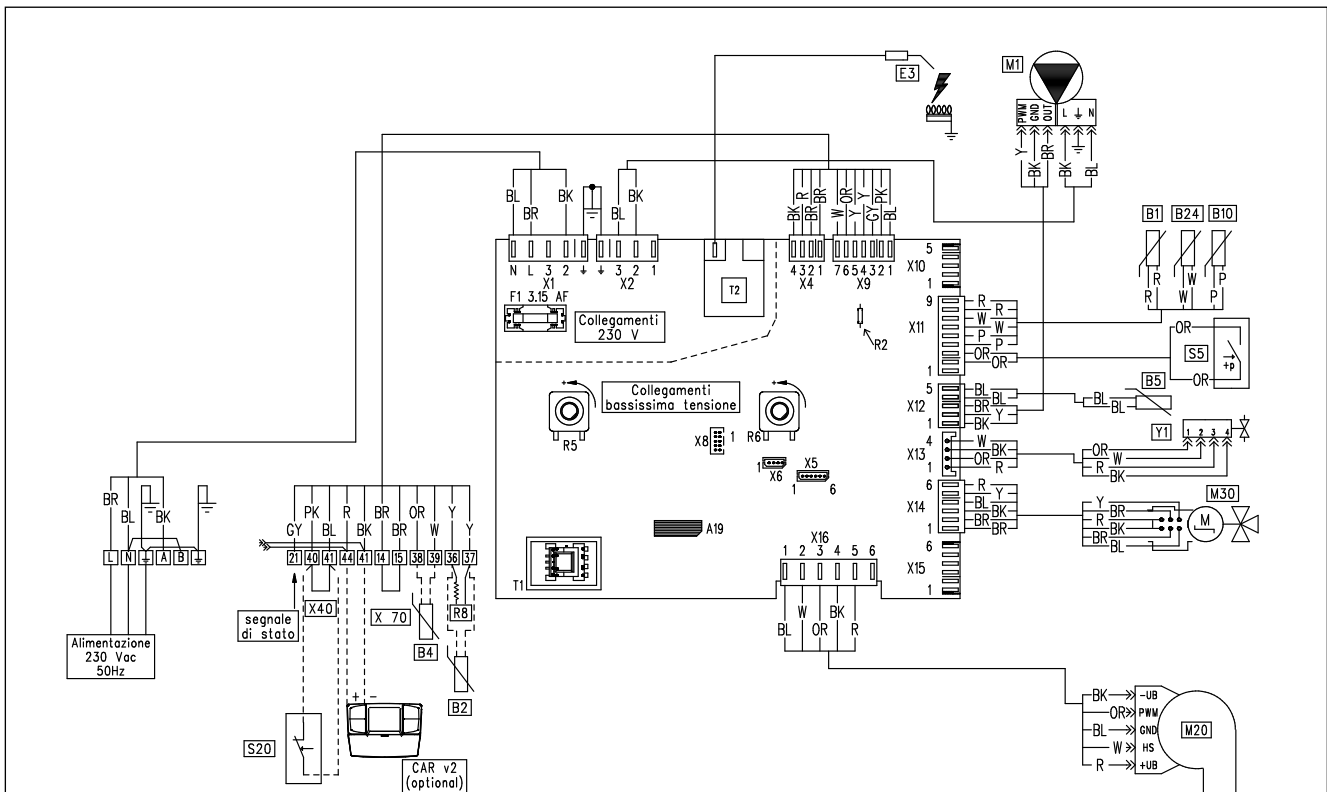 E3
M1
PWM GND OUT L N
Y BK BR BK BL
BL BR BK
BL BK
BK R BR BR
W OR Y Y GY PK BL
B1 B24 B10
R R W W P P
N L 3 2
X1
3 2 1
X2
T2
4 3 2 1
X4
7 6 5 4 3 2 1
X9
5
X10
1
F1 3.15 AF
Collegamenti
230 V
R2
9
X11
1
R
R
W
W
P
P
OR
OR
OR
S5
+p
OR
Collegamenti
bassissima tensione
+
R5
+
R6
X8
1
X6
1
X5
1 6
5
X12
1
BL
BL
BR
Y
BK
BL
BL
B5
Y1
1 2 3 4
4
X13
1
W
BK
OR
R
OR
W
R
BK
6
X14
1
R
Y
BL
BK
BR
BR
Y
BR
R
BK
BR
BL
M
M30
6
X15
1
A19
T1
X16
1 2 3 4 5 6
BL W OR BK R
BR BL BK
L N A B
Alimentazione
230 Vac
50Hz
GY PK BL R BK BR BR OR W Y Y
21 40 41 44 41 14 15 38 39 36 37
segnale
di stato
X40
X 70
B4
R8
B2
S20
+ -
CAR v2
(optional)
BK -UB
OR PWM
BL GND
W HS
R +UB
M20